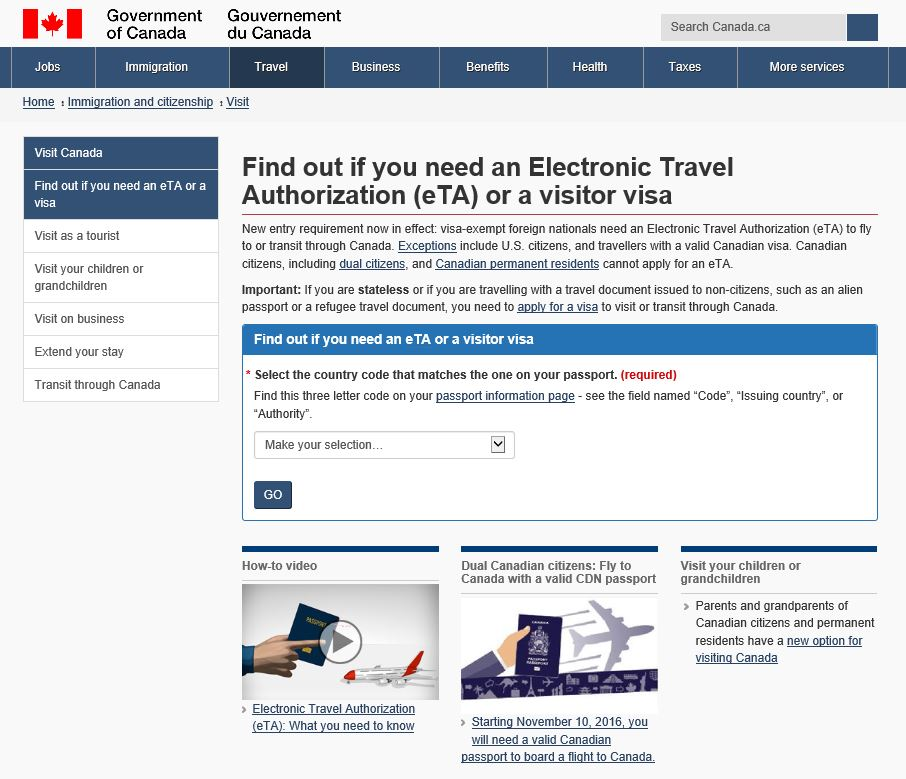 Government of Canada
Gouvernement du Canada
Search Canada.ca
Jobs
Immigration
Travel
Business
Benefits
Health
Taxes
More services
Home : Immigration and citizenship : Visit
Visit Canada
Find out if you need an eTA or a
visa
Visit as a tourist
Visit your children or
grandchildren
Visit on business
Extend your stay
Transit through Canada
Find out if you need an Electronic Travel
Authorization (eTA) or a visitor visa
New entry requirement now in effect: visa-exempt foreign nationals need an Electronic Travel Authorization (eTA) to fly
to or transit through Canada. Exceptions include U.S. citizens, and travellers with a valid Canadian visa. Canadian
citizens, including dual citizens, and Canadian permanent residents cannot apply for an eTA.
Important: If you are stateless or if you are travelling with a travel document issued to non-citizens, such as an alien
passport or a refugee travel document, you need to apply for a visa to visit or transit through Canada.
Find out if you need an eTA or a visitor visa
* Select the country code that matches the one on your passport. (required)
Find this three letter code on your passport information page - see the field named “Code”, “Issuing country”, or
“Authority”.
Make your selection...
GO
How-to video
PASSPORT
Electronic Travel Authorization
(eTA): What you need to know
Dual Canadian citizens: Fly to
Canada with a valid CDN passport
PASSPORT
PASSEPORT
Starting November 10, 2016, you
will need a valid Canadian
passport to board a flight to Canada.
Visit your children or
grandchildren
Parents and grandparents of
Canadian citizens and permanent
residents have a new option for
visiting Canada